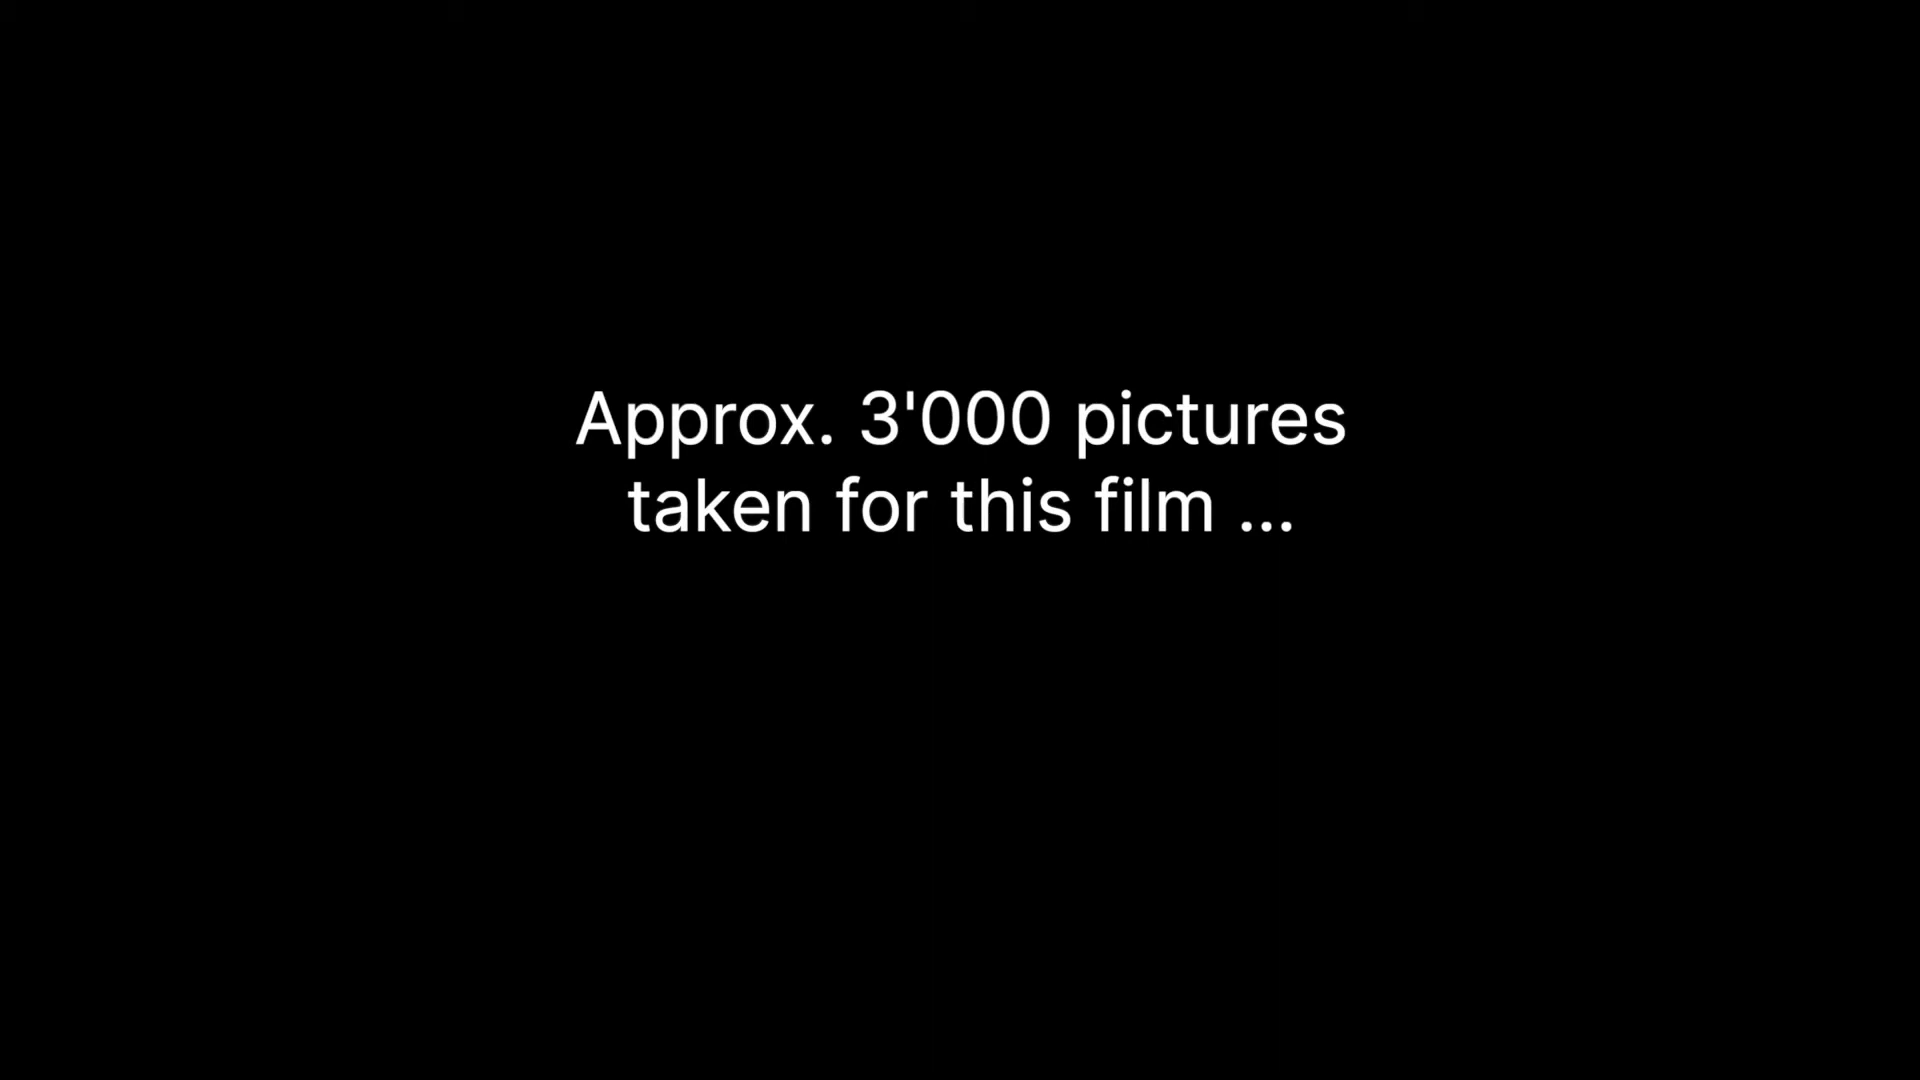 Approx. 3'000 pictures
taken for this film ...